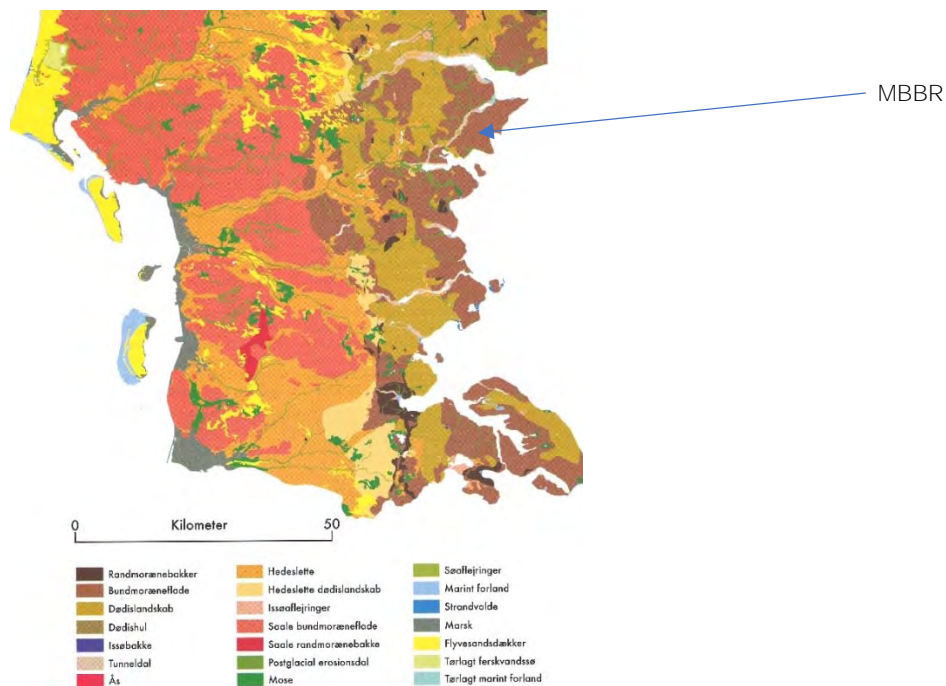 MBBR
0 Kilometer 50
Randmorænebakker
Bundmoræneflade
Dødislandskab
Dødishul
Issøbakke
Tunneldal
Ås
Hedeslette
Hedeslette dødislandskab
Issøaflejringer
Saale bundmoræneflade
Saale randmorænebakke
Postglacial erosionsdal
Mose
Søaflejringer
Marint forland
Strandvolde
Marsk
Flyvesandsdækker
Tørlagt ferskvandssø
Tørlagt marint forland